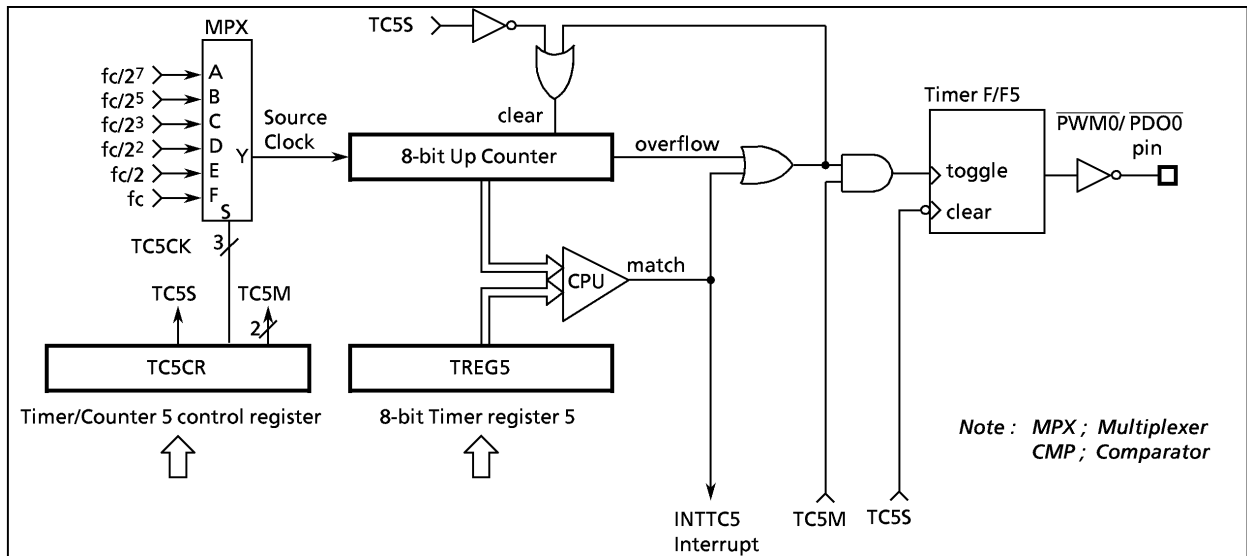 MPX
TC5S
fc/2⁷ A
fc/2⁵ B
fc/2³ C
fc/2² D
fc/2 E
fc F
Y
S
Source
Clock
clear
8-bit Up Counter
overflow
Timer F/F5
toggle
clear
PWM0/ PDO0
pin
TC5CK
3
TC5S
TC5M
2
CPU
match
TC5CR
TREG5
Timer/Counter 5 control register
8-bit Timer register 5
Note : MPX ; Multiplexer
CMP ; Comparator
INTTC5
Interrupt
TC5M
TC5S